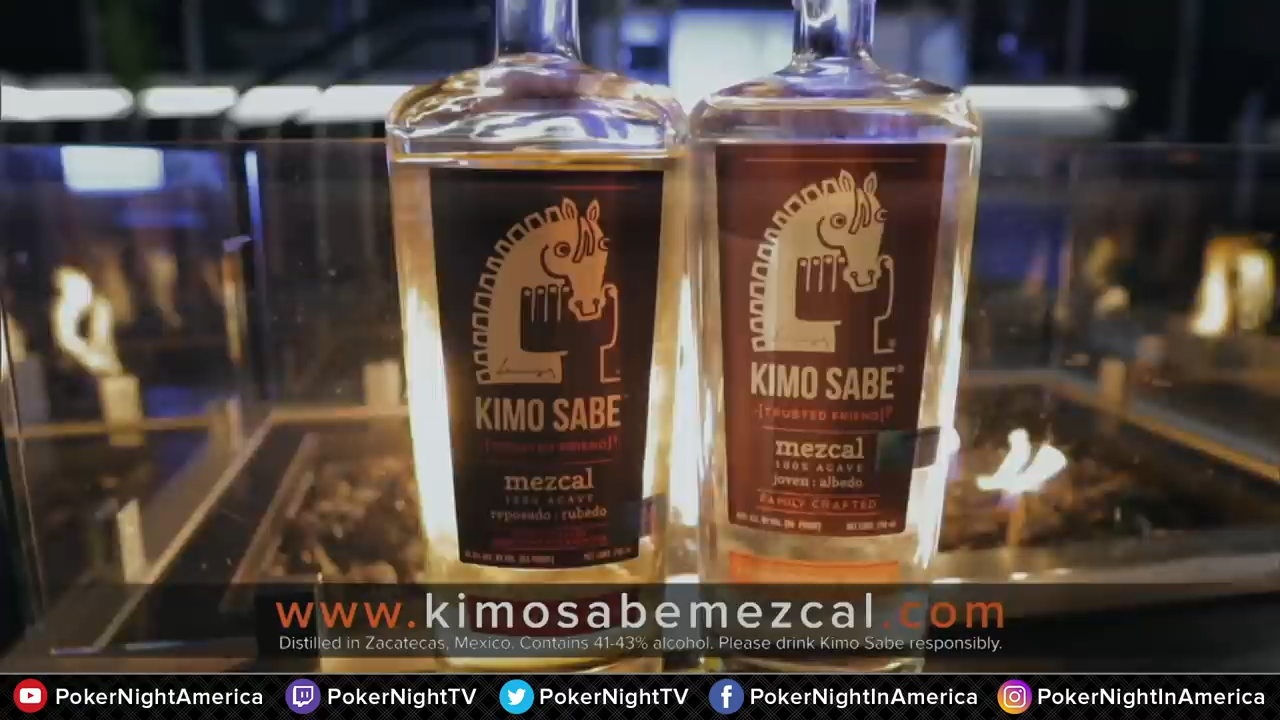 KIMO SABE
[TRUSTED FRIEND]®
mezcal
100% AGAVE
reposado : rubedo
KIMO SABE®
[TRUSTED FRIEND]®
mezcal
100% AGAVE
joven : albedo
FAMILY CRAFTED
www.kimosabemezcal.com
Distilled in Zacatecas, Mexico. Contains 41-43% alcohol. Please drink Kimo Sabe responsibly.
PokerNightAmerica PokerNightTV PokerNightTV PokerNightInAmerica PokerNightInAmerica